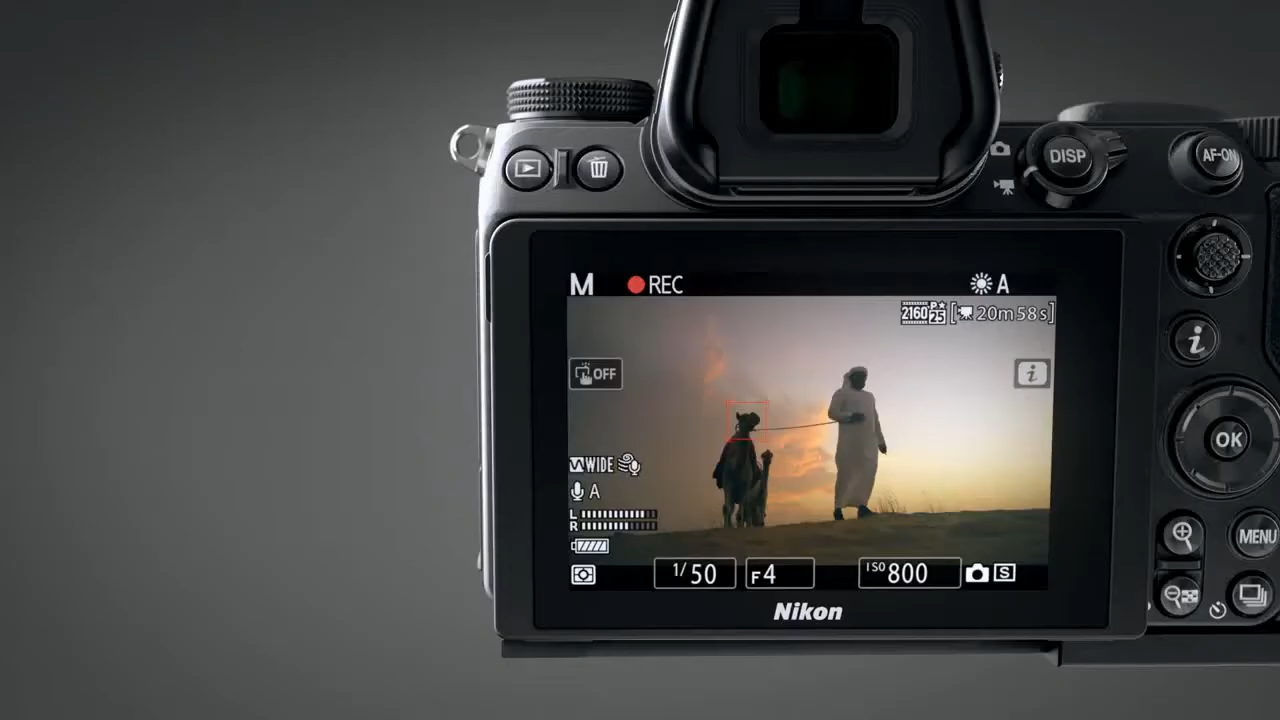 DISP
AF-ON
M REC A
2160 P★ 25 [20m58s]
OFF
i
i
WIDE
A
OK
L
R
MENU
1/50 F4 ISO 800 S
Nikon